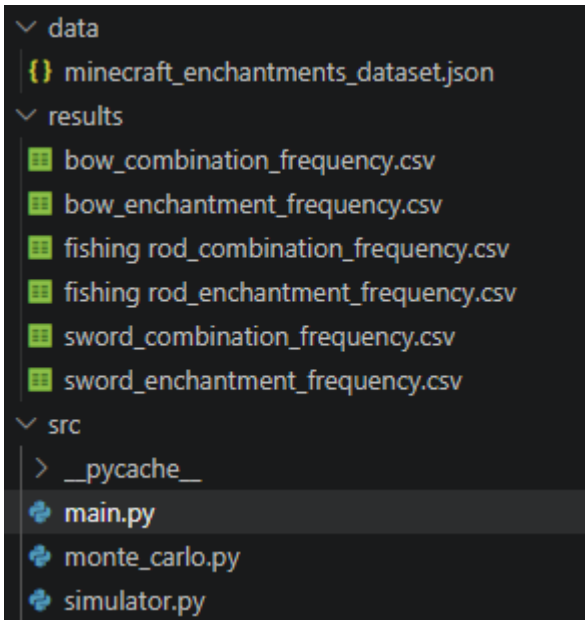 data
{} minecraft_enchantments_dataset.json
results
bow_combination_frequency.csv
bow_enchantment_frequency.csv
fishing rod_combination_frequency.csv
fishing rod_enchantment_frequency.csv
sword_combination_frequency.csv
sword_enchantment_frequency.csv
src
__pycache__
main.py
monte_carlo.py
simulator.py